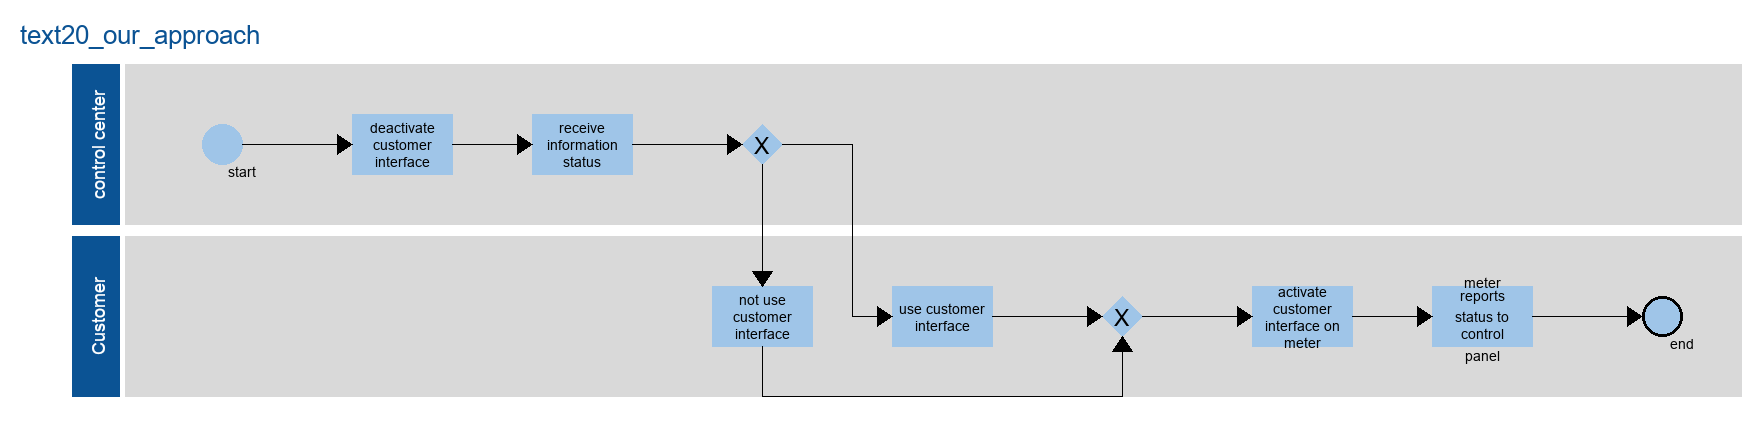 text20_our_approach
control center
start
deactivate
customer
interface
receive
information
status
X
Customer
not use
customer
interface
use customer
interface
X
activate
customer
interface on
meter
meter
reports
status to
control
panel
end